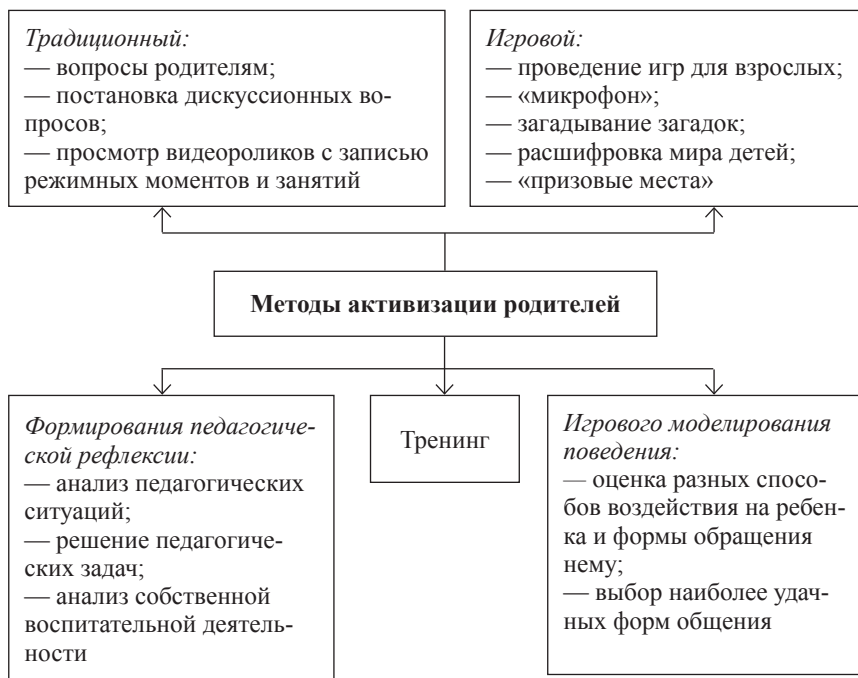 Традиционный:
— вопросы родителям;
— постановка дискуссионных во-
просов;
— просмотр видеороликов с записью
режимных моментов и занятий
Игровой:
— проведение игр для взрослых;
— «микрофон»;
— загадывание загадок;
— расшифровка мира детей;
— «призовые места»
Методы активизации родителей
Формирования педагогиче-
ской рефлексии:
— анализ педагогических
ситуаций;
— решение педагогиче-
ских задач;
— анализ собственной
воспитательной деятель-
ности
Тренинг
Игрового моделирования
поведения:
— оценка разных спосо-
бов воздействия на ребен-
ка и формы обращения
нему;
— выбор наиболее удач-
ных форм общения